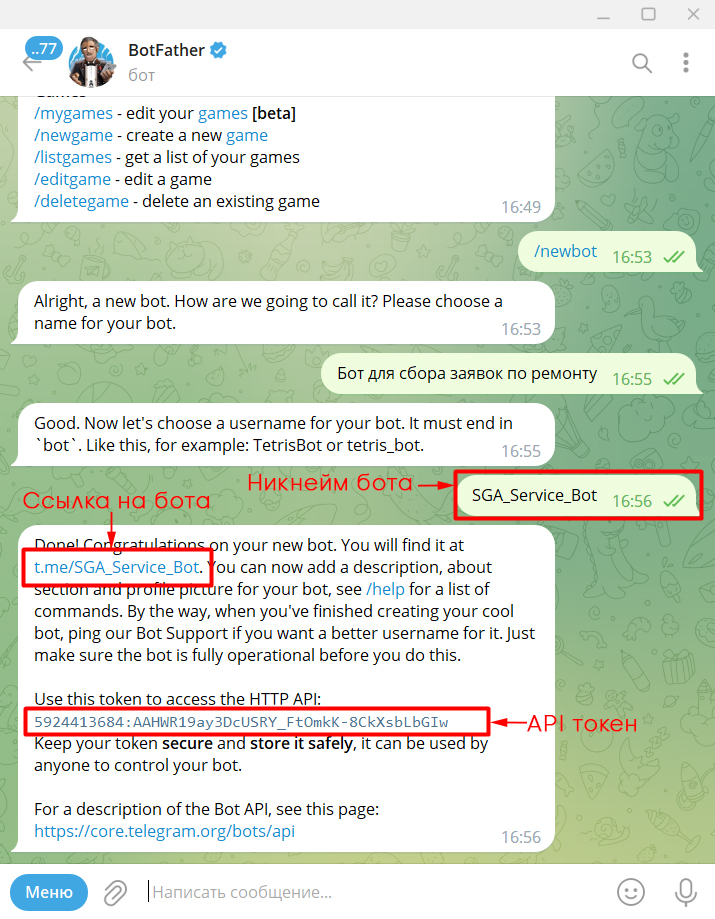 ..77
BotFather
бот
Games
/mygames - edit your games [beta]
/newgame - create a new game
/listgames - get a list of your games
/editgame - edit a game
/deletegame - delete an existing game
16:49
/newbot 16:53
Alright, a new bot. How are we going to call it? Please choose a
name for your bot.
16:53
Бот для сбора заявок по ремонту 16:55
Good. Now let's choose a username for your bot. It must end in
`bot`. Like this, for example: TetrisBot or tetris_bot.
16:55
Никнейм бота
SGA_Service_Bot 16:56
Ссылка на бота
Done! Congratulations on your new bot. You will find it at
t.me/SGA_Service_Bot. You can now add a description, about
section and profile picture for your bot, see /help for a list of
commands. By the way, when you've finished creating your cool
bot, ping our Bot Support if you want a better username for it. Just
make sure the bot is fully operational before you do this.
Use this token to access the HTTP API:
5924413684:AAHWR19ay3DcUSRY_FtOmkK-8CkXsbLbGIw
API токен
Keep your token secure and store it safely, it can be used by
anyone to control your bot.
For a description of the Bot API, see this page:
https://core.telegram.org/bots/api
16:56
Меню
Написать сообщение...